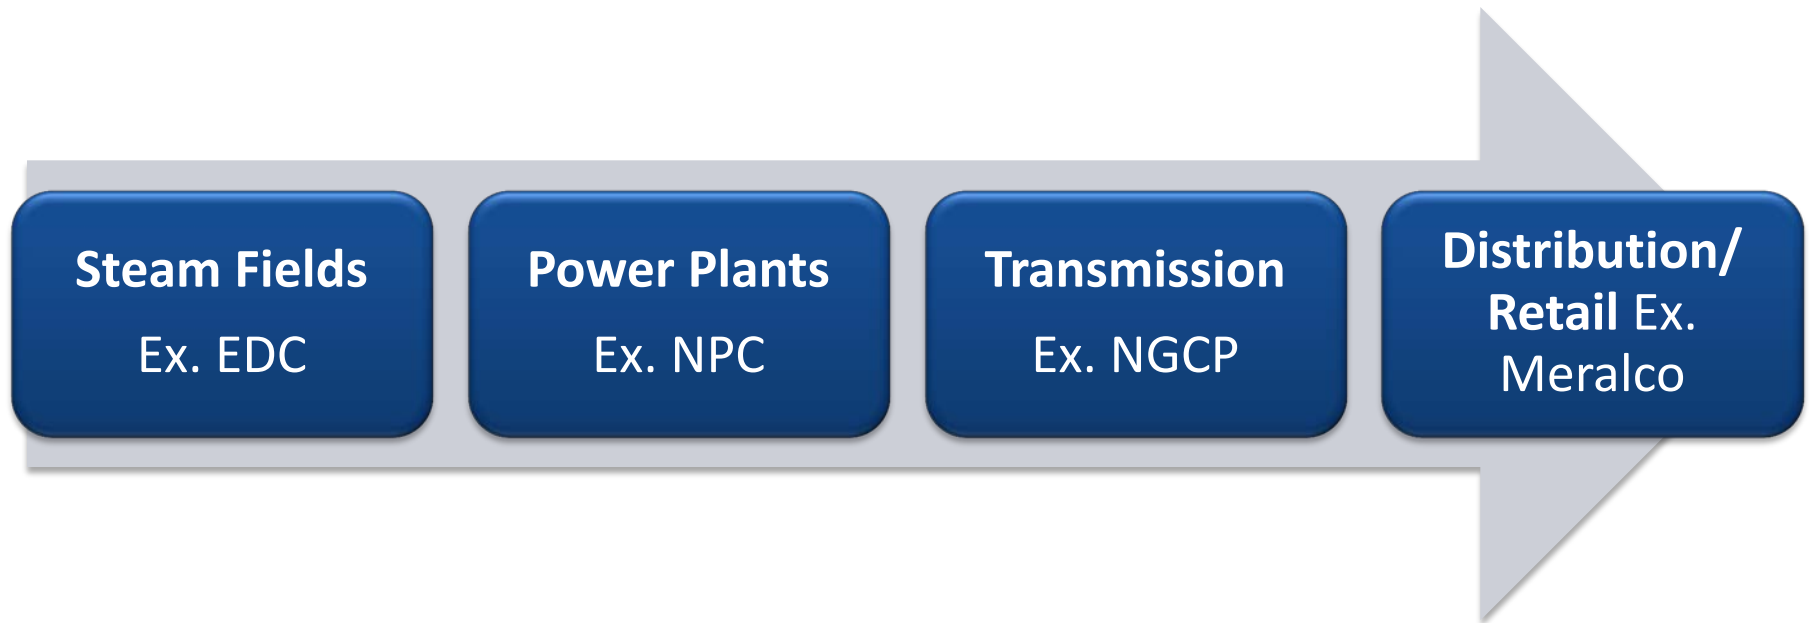 Steam Fields
Ex. EDC
Power Plants
Ex. NPC
Transmission
Ex. NGCP
Distribution/
Retail Ex.
Meralco